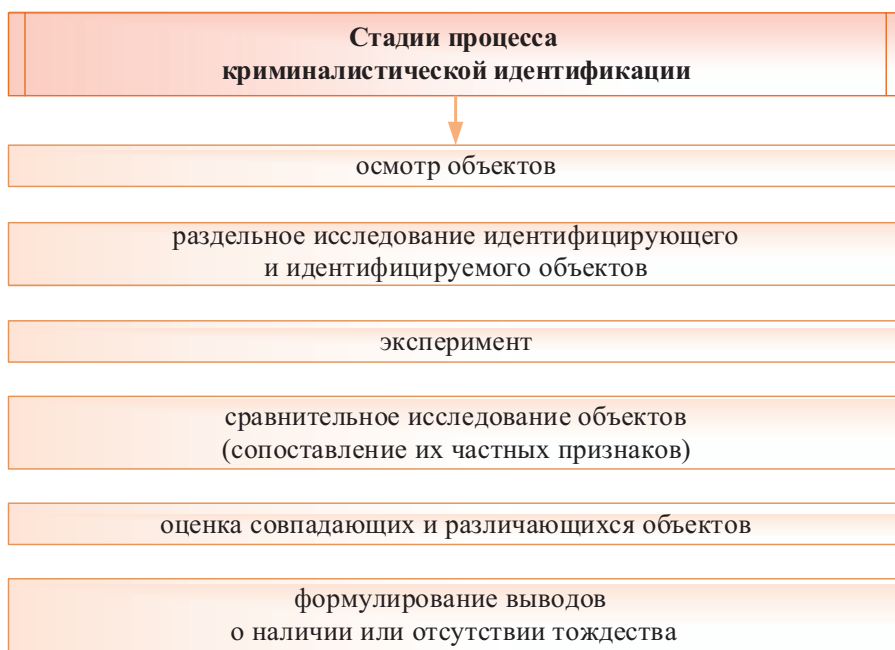 Стадии процесса
криминалистической идентификации
осмотр объектов
раздельное исследование идентифицирующего
и идентифицируемого объектов
эксперимент
сравнительное исследование объектов
(сопоставление их частных признаков)
оценка совпадающих и различающихся объектов
формулирование выводов
о наличии или отсутствии тождества